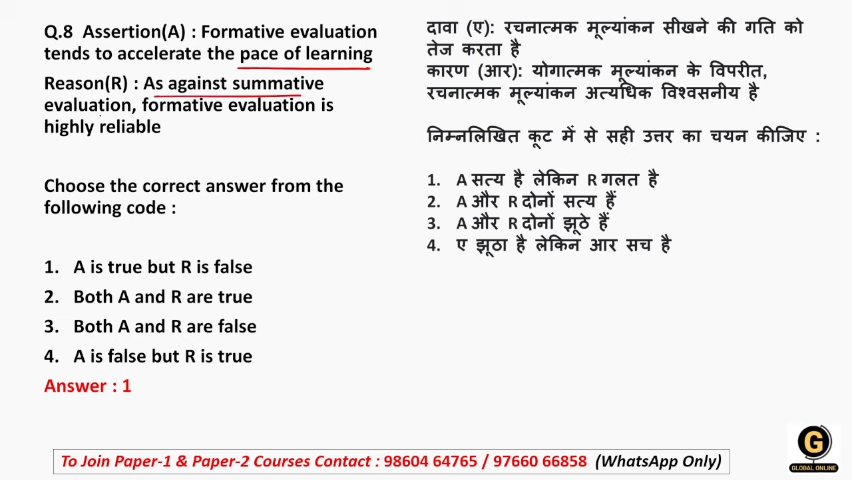 Q.8 Assertion(A) : Formative evaluation
tends to accelerate the pace of learning
Reason(R) : As against summative
evaluation, formative evaluation is
highly reliable
Choose the correct answer from the
following code :
1. A is true but R is false
2. Both A and R are true
3. Both A and R are false
4. A is false but R is true
Answer : 1
दावा (ए): रचनात्मक मूल्यांकन सीखने की गति को
तेज करता है
कारण (आर): योगात्मक मूल्यांकन के विपरीत,
रचनात्मक मूल्यांकन अत्यधिक विश्वसनीय है
निम्नलिखित कूट में से सही उत्तर का चयन कीजिए :
1. A सत्य है लेकिन R गलत है
2. A और R दोनों सत्य हैं
3. A और R दोनों झूठे हैं
4. ए झूठा है लेकिन आर सच है
G
GLOBAL ONLINE
To Join Paper-1 & Paper-2 Courses Contact : 98604 64765 / 97660 66858 (WhatsApp Only)